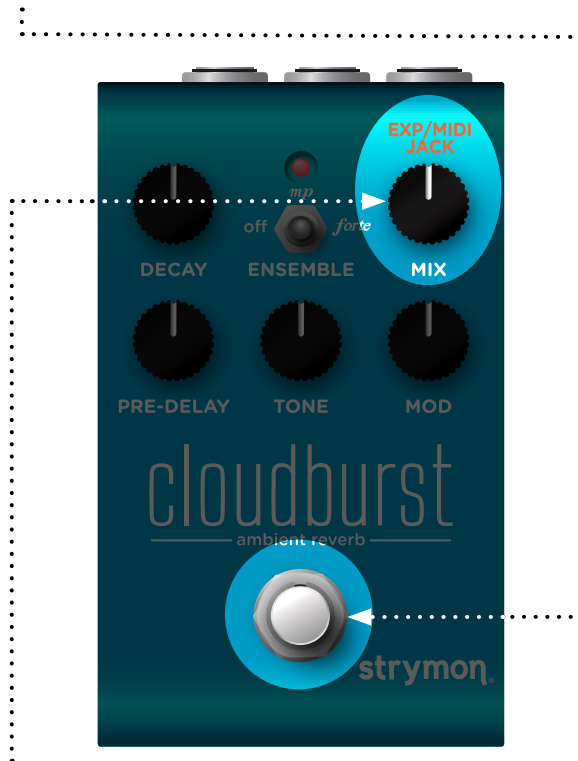 EXP/MIDI
JACK
mp
off
forte
DECAY
ENSEMBLE
MIX
PRE-DELAY
TONE
MOD
cloudburst
ambient reverb
strymon®